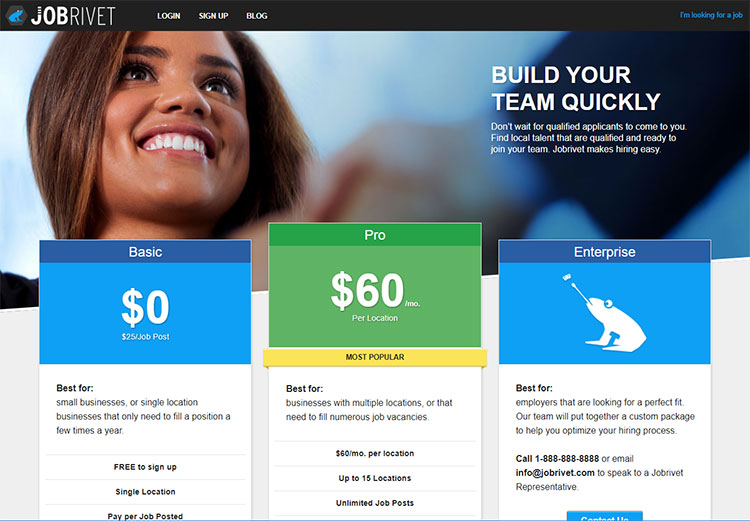 JOBRIVET
LOGIN
SIGN UP
BLOG
I'm looking for a job
BUILD YOUR
TEAM QUICKLY
Don't wait for qualified applicants to come to you.
Find local talent that are qualified and ready to
join your team. Jobrivet makes hiring easy.
Basic
$0
$25/Job Post
Best for:
small businesses, or single location
businesses that only need to fill a position a
few times a year.
FREE to sign up
Single Location
Pay per Job Posted
Pro
$60 /mo.
Per Location
MOST POPULAR
Best for:
businesses with multiple locations, or that
need to fill numerous job vacancies.
$60/mo. per location
Up to 15 Locations
Unlimited Job Posts
Enterprise
Best for:
employers that are looking for a perfect fit.
Our team will put together a custom package
to help you optimize your hiring process.
Call 1-888-888-8888 or email
info@jobrivet.com to speak to a Jobrivet
Representative.
Contact Us